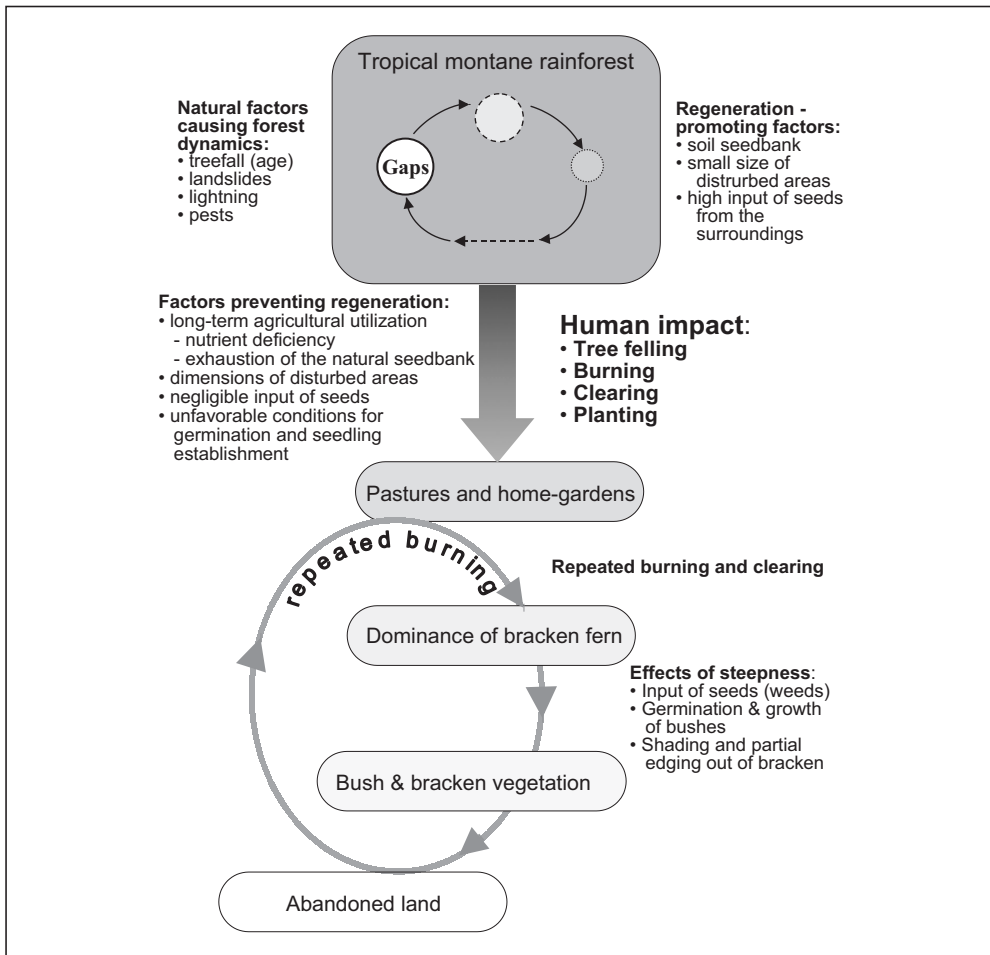 Tropical montane rainforest
Natural factors
causing forest
dynamics:
• treefall (age)
• landslides
• lightning
• pests
Gaps
Regeneration -
promoting factors:
• soil seedbank
• small size of
distrurbed areas
• high input of seeds
from the
surroundings
Factors preventing regeneration:
• long-term agricultural utilization
- nutrient deficiency
- exhaustion of the natural seedbank
• dimensions of disturbed areas
• negligible input of seeds
• unfavorable conditions for
germination and seedling
establishment
Human impact:
• Tree felling
• Burning
• Clearing
• Planting
Pastures and home-gardens
repeated burning
Repeated burning and clearing
Dominance of bracken fern
Effects of steepness:
• Input of seeds (weeds)
• Germination & growth
of bushes
• Shading and partial
edging out of bracken
Bush & bracken vegetation
Abandoned land